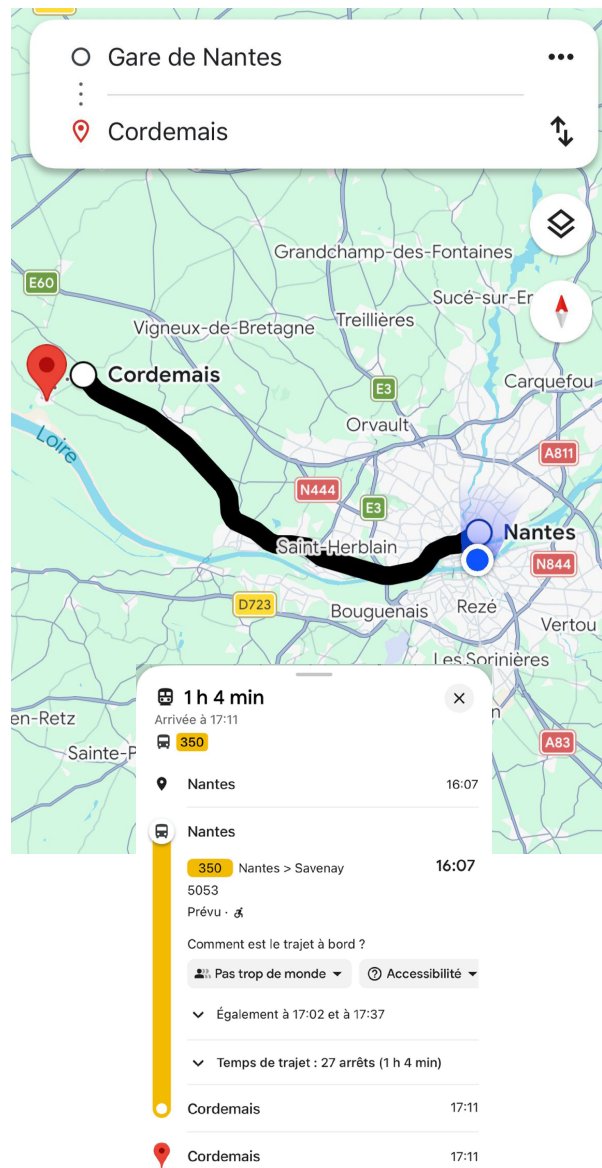 Gare de Nantes
Cordemais
Grandchamp-des-Fontaines
E60
Sucé-sur-Er
Vigneux-de-Bretagne
Treillières
Cordemais
E3
Carquefou
Orvault
Loire
A811
N444
E3
Nantes
Saint-Herblain
N844
D723
Bouguenais
Rezé
Vertou
Les Sorinières
en-Retz
n
A83
Sainte-P
1 h 4 min
Arrivée à 17:11
350
Nantes 16:07
Nantes
350 Nantes > Savenay 16:07
5053
Prévu ·
Comment est le trajet à bord ?
Pas trop de monde Accessibilité
Également à 17:02 et à 17:37
Temps de trajet : 27 arrêts (1 h 4 min)
Cordemais 17:11
Cordemais 17:11